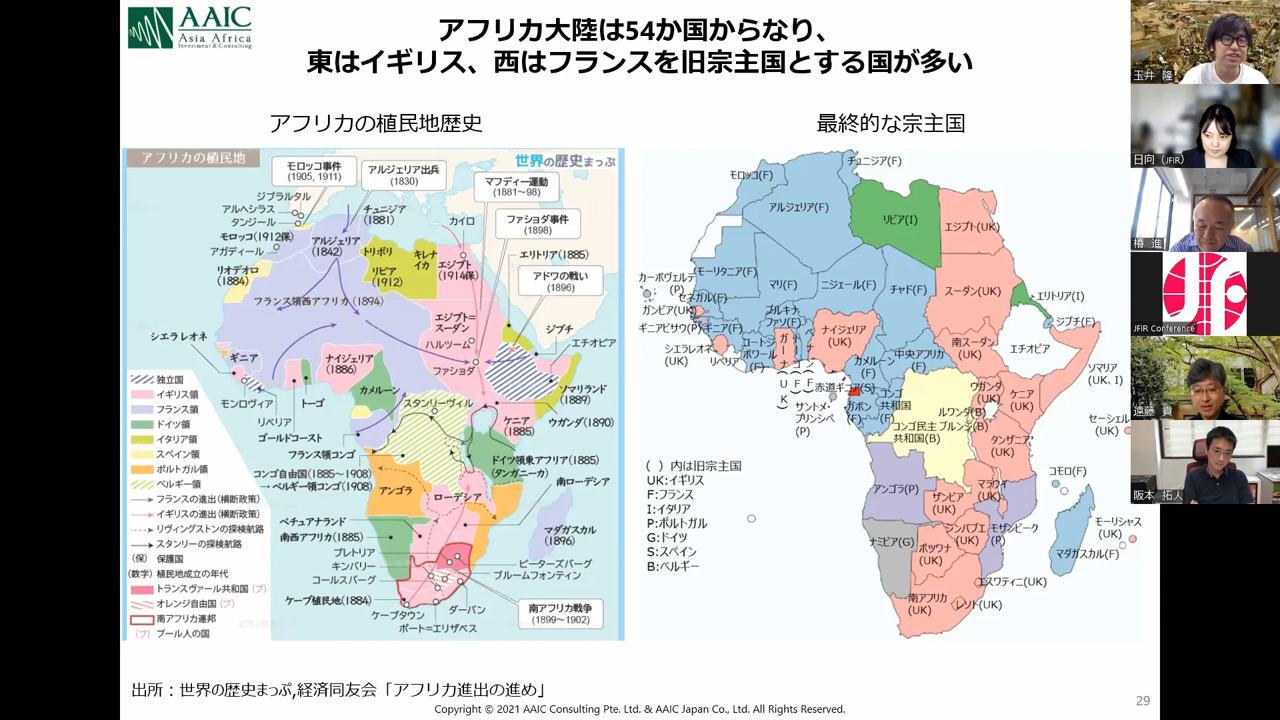 AAIC
Asia Africa
Investment & Consulting
アフリカ大陸は54か国からなり、
東はイギリス、西はフランスを旧宗主国とする国が多い
アフリカの植民地歴史
アフリカの植民地
世界の歴史まっぷ
モロッコ事件
(1905, 1911)
アルジェリア出兵
(1830)
マフディー運動
(1881〜98)
ファショダ事件
(1898)
エリトリア(1885)
アドワの戦い
(1896)
ジブラルタル
アルヘシラス
タンジール
モロッコ(1912保)
アガディール
リオデオロ
(1884)
チュニジア
(1881)
アルジェリア
(1842)
トリポリ
キレナ
イカ
リビア
(1912)
カイロ
エジプト
(1914保)
フランス領西アフリカ(1894)
エジプト=
スーダン
ハルツーム
ファショダ
ジブチ
エチオピア
シエラレオネ
ギニア
ナイジェリア
(1886)
カメルーン
スタンリーヴィル
ソマリランド
(1889)
モンロヴィア
トーゴ
リベリア
ゴールドコースト
ケニア
(1885)
ウガンダ(1890)
フランス領コンゴ
コンゴ自由国(1885〜1908)
→ベルギー領コンゴ(1908)
ドイツ領東アフリカ(1885)
(タンガニーカ)
アンゴラ
ローデシア
南ローデシア
ベチュアナランド
南西アフリカ(1885)
マダガスカル
(1896)
プレトリア
キンバリー
コールスバーグ
ピーターズバーグ
ブルームフォンティン
ケープ植民地(1884)
ケープタウン
ダーバン
ポート=エリザベス
南アフリカ戦争
(1899〜1902)
独立国
イギリス領
フランス領
ドイツ領
イタリア領
スペイン領
ポルトガル領
ベルギー領
フランスの進出(横断政策)
イギリスの進出(横断政策)
リヴィングストンの探検航路
スタンリーの探検航路
(保) 保護国
(数字) 植民地成立の年代
トランスヴァール共和国(ブ)
オレンジ自由国(ブ)
南アフリカ連邦
(ブ) ブール人の国
最終的な宗主国
チュニジア(F)
モロッコ(F)
アルジェリア(F)
リビア(I)
エジプト(UK)
カーボヴェルデ
(P)
モーリタニア(F)
マリ(F)
ニジェール(F)
チャド(F)
スーダン(UK)
エリトリア(I)
セネガル(F)
ガンビア(UK)
ギニアビサウ(P)
ギニア(F)
ブルキナ
ファソ(F)
ジブチ(F)
シエラレオネ
(UK)
リベリア
コートジ
ボワール
(F)
ナイジェリア
(UK)
カメルーン
(F)
中央アフリカ
(F)
南スーダン
(UK)
エチオピア
ソマリア
(UK, I)
赤道ギニア(S)
サントメ・
プリンシペ
(P)
ガボン
(F)
コンゴ
共和国
(F)
コンゴ民主
共和国(B)
ウガンダ
(UK)
ルワンダ(B)
ブルンジ(B)
ケニア
(UK)
セーシェル
(UK)
タンザニア
(UK)
コモロ(F)
アンゴラ(P)
ザンビア
(UK)
マラウイ
(UK)
モーリシャス
(UK)
ナミビア(G)
ジンバブエ
(UK)
モザンビーク
(P)
ボツワナ
(UK)
マダガスカル(F)
エスワティニ(UK)
南アフリカ
(UK)
レソト(UK)
( )内は旧宗主国
UK:イギリス
F:フランス
I:イタリア
P:ポルトガル
G:ドイツ
S:スペイン
B:ベルギー
出所：世界の歴史まっぷ,経済同友会「アフリカ進出の進め」
Copyright © 2021 AAIC Consulting Pte. Ltd. & AAIC Japan Co., Ltd. All Rights Reserved.
29
玉井 隆
日向（JFIR）
椿 進
JFIR Conference
遠藤 貢
阪本 拓人